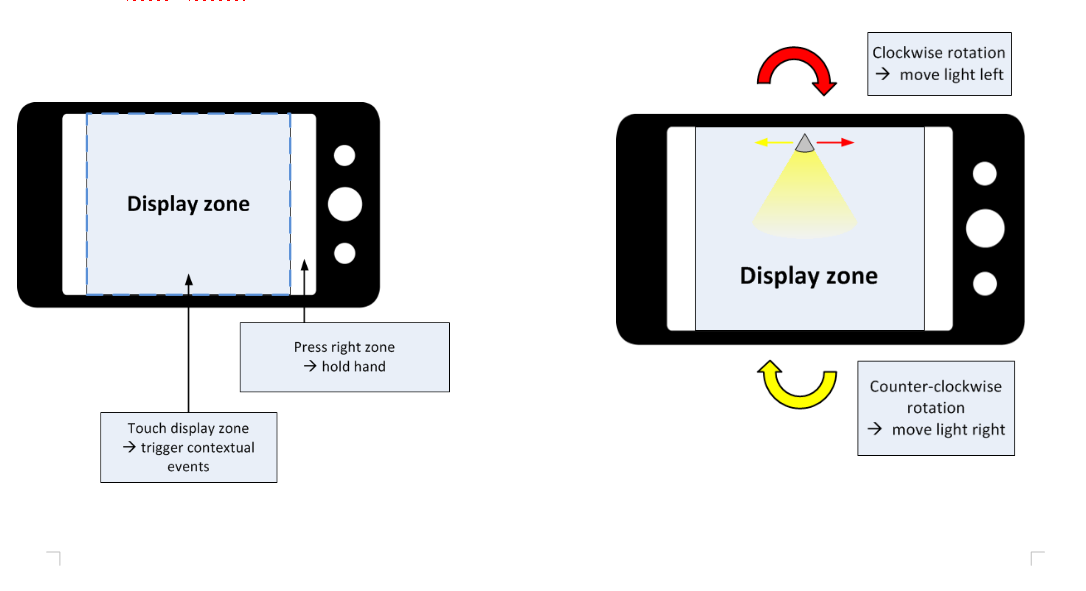 Display zone
Press right zone
→ hold hand
Touch display zone
→ trigger contextual
events
Clockwise rotation
→ move light left
Display zone
Counter-clockwise
rotation
→ move light right